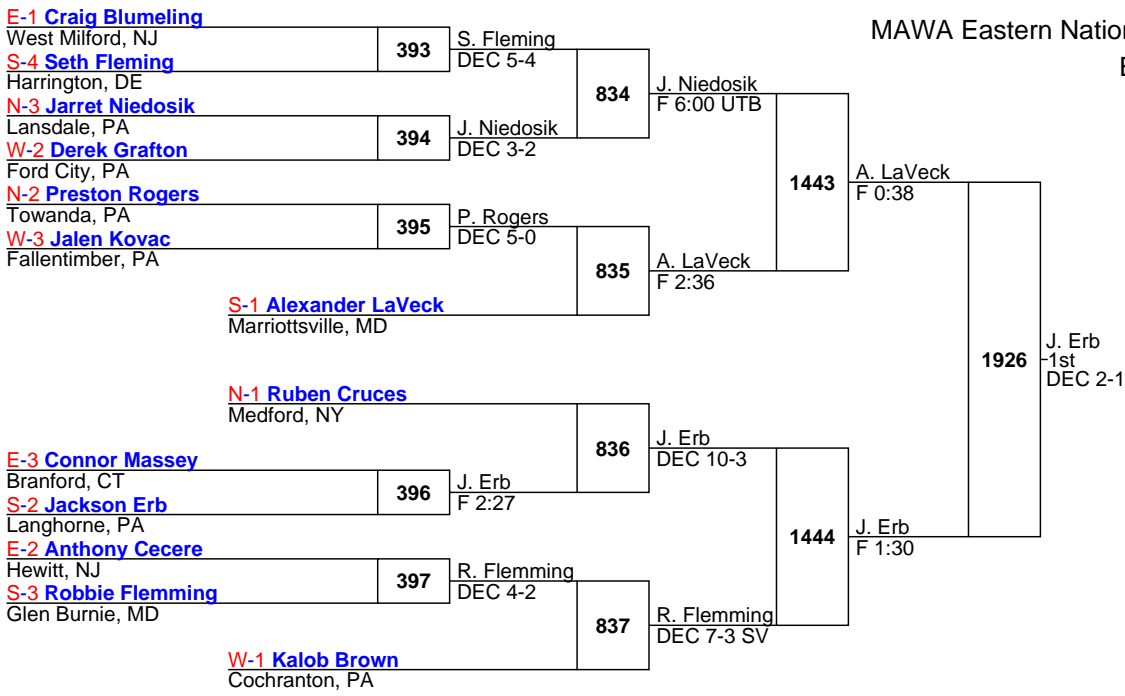 E-1 Craig Blumeling
West Milford, NJ
S-4 Seth Fleming
Harrington, DE
N-3 Jarret Niedosik
Lansdale, PA
W-2 Derek Grafton
Ford City, PA
N-2 Preston Rogers
Towanda, PA
W-3 Jalen Kovac
Fallentimber, PA
S-1 Alexander LaVeck
Marriottsville, MD
N-1 Ruben Cruces
Medford, NY
E-3 Connor Massey
Branford, CT
S-2 Jackson Erb
Langhorne, PA
E-2 Anthony Cecere
Hewitt, NJ
S-3 Robbie Flemming
Glen Burnie, MD
W-1 Kalob Brown
Cochranton, PA
393
S. Fleming
DEC 5-4
394
J. Niedosik
DEC 3-2
395
P. Rogers
DEC 5-0
396
J. Erb
F 2:27
397
R. Flemming
DEC 4-2
834
J. Niedosik
F 6:00 UTB
835
A. LaVeck
F 2:36
836
J. Erb
DEC 10-3
837
R. Flemming
DEC 7-3 SV
1443
A. LaVeck
F 0:38
1444
J. Erb
F 1:30
1926
J. Erb
1st
DEC 2-1
MAWA Eastern Nation